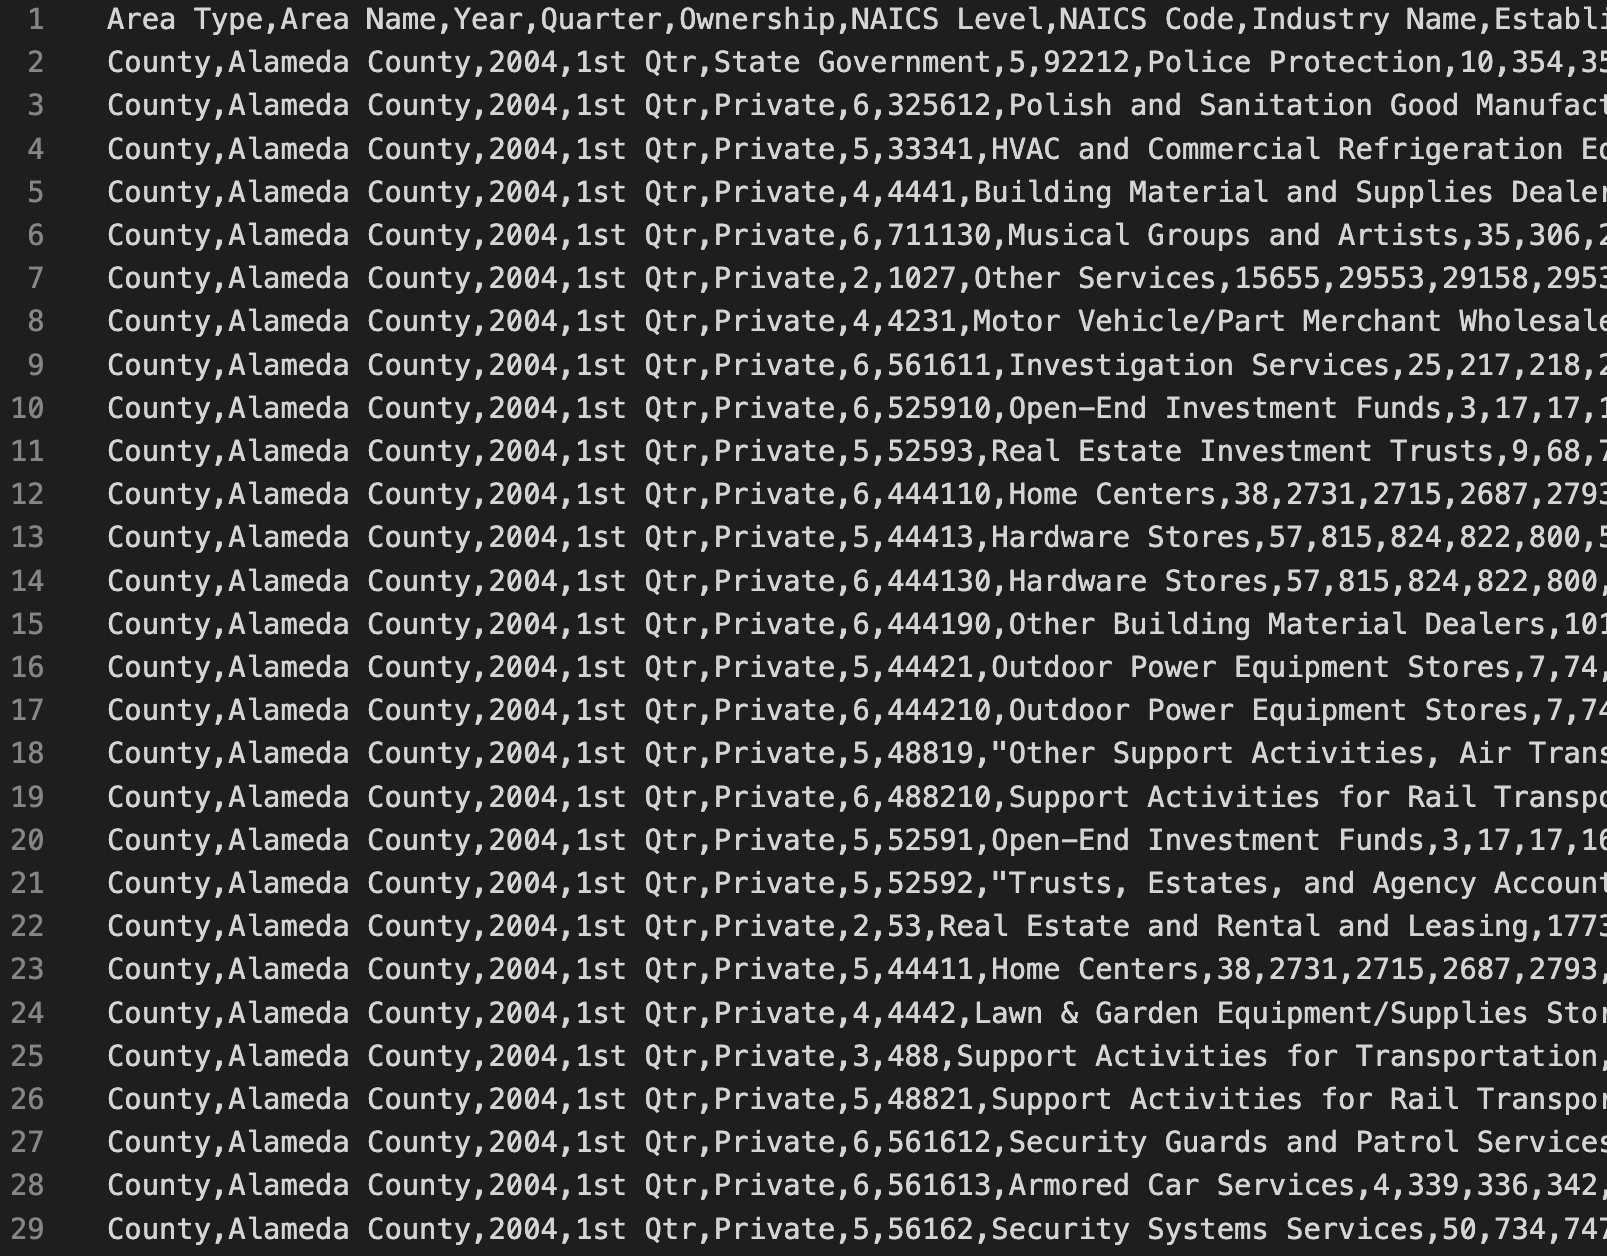 1 Area Type,Area Name,Year,Quarter,Ownership,NAICS Level,NAICS Code,Industry Name,Establi
2 County,Alameda County,2004,1st Qtr,State Government,5,92212,Police Protection,10,354,35
3 County,Alameda County,2004,1st Qtr,Private,6,325612,Polish and Sanitation Good Manufact
4 County,Alameda County,2004,1st Qtr,Private,5,33341,HVAC and Commercial Refrigeration Eq
5 County,Alameda County,2004,1st Qtr,Private,4,4441,Building Material and Supplies Dealer
6 County,Alameda County,2004,1st Qtr,Private,6,711130,Musical Groups and Artists,35,306,2
7 County,Alameda County,2004,1st Qtr,Private,2,1027,Other Services,15655,29553,29158,2953
8 County,Alameda County,2004,1st Qtr,Private,4,4231,Motor Vehicle/Part Merchant Wholesale
9 County,Alameda County,2004,1st Qtr,Private,6,561611,Investigation Services,25,217,218,2
10 County,Alameda County,2004,1st Qtr,Private,6,525910,Open-End Investment Funds,3,17,17,1
11 County,Alameda County,2004,1st Qtr,Private,5,52593,Real Estate Investment Trusts,9,68,7
12 County,Alameda County,2004,1st Qtr,Private,6,444110,Home Centers,38,2731,2715,2687,2793
13 County,Alameda County,2004,1st Qtr,Private,5,44413,Hardware Stores,57,815,824,822,800,5
14 County,Alameda County,2004,1st Qtr,Private,6,444130,Hardware Stores,57,815,824,822,800,
15 County,Alameda County,2004,1st Qtr,Private,6,444190,Other Building Material Dealers,101
16 County,Alameda County,2004,1st Qtr,Private,5,44421,Outdoor Power Equipment Stores,7,74,
17 County,Alameda County,2004,1st Qtr,Private,6,444210,Outdoor Power Equipment Stores,7,74
18 County,Alameda County,2004,1st Qtr,Private,5,48819,"Other Support Activities, Air Trans
19 County,Alameda County,2004,1st Qtr,Private,6,488210,Support Activities for Rail Transpo
20 County,Alameda County,2004,1st Qtr,Private,5,52591,Open-End Investment Funds,3,17,17,16
21 County,Alameda County,2004,1st Qtr,Private,5,52592,"Trusts, Estates, and Agency Account
22 County,Alameda County,2004,1st Qtr,Private,2,53,Real Estate and Rental and Leasing,1773
23 County,Alameda County,2004,1st Qtr,Private,5,44411,Home Centers,38,2731,2715,2687,2793,
24 County,Alameda County,2004,1st Qtr,Private,4,4442,Lawn & Garden Equipment/Supplies Stor
25 County,Alameda County,2004,1st Qtr,Private,3,488,Support Activities for Transportation,
26 County,Alameda County,2004,1st Qtr,Private,5,48821,Support Activities for Rail Transpor
27 County,Alameda County,2004,1st Qtr,Private,6,561612,Security Guards and Patrol Services
28 County,Alameda County,2004,1st Qtr,Private,6,561613,Armored Car Services,4,339,336,342,
29 County,Alameda County,2004,1st Qtr,Private,5,56162,Security Systems Services,50,734,747